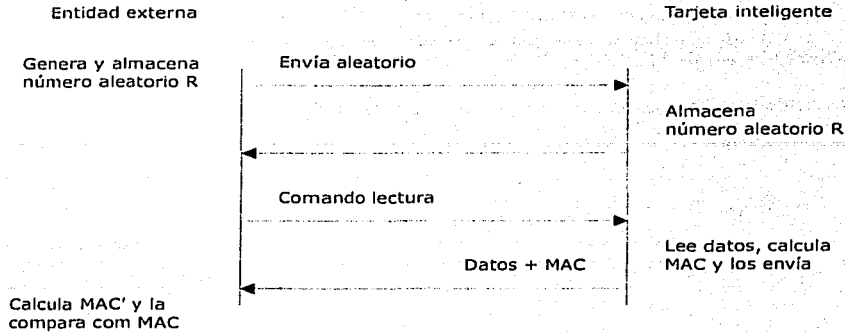 Entidad externa
Tarjeta inteligente
Genera y almacena
número aleatorio R
Envía aleatorio
Almacena
número aleatorio R
Comando lectura
Lee datos, calcula
MAC y los envía
Datos + MAC
Calcula MAC' y la
compara com MAC